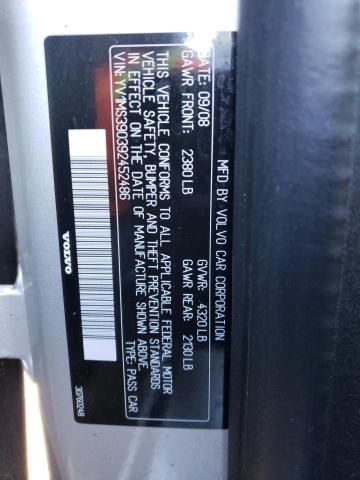 MFD BY VOLVO CAR CORPORATION
DATE: 09/08 GVWR: 4320 LB
GAWR FRONT: 2380 LB GAWR REAR: 2130 LB
THIS VEHICLE CONFORMS TO ALL APPLICABLE FEDERAL MOTOR
VEHICLE SAFETY, BUMPER AND THEFT PREVENTION STANDARDS
IN EFFECT ON THE DATE OF MANUFACTURE SHOWN ABOVE.
VIN: YV1MS390392452486 TYPE: PASS CAR
VOLVO 30760248